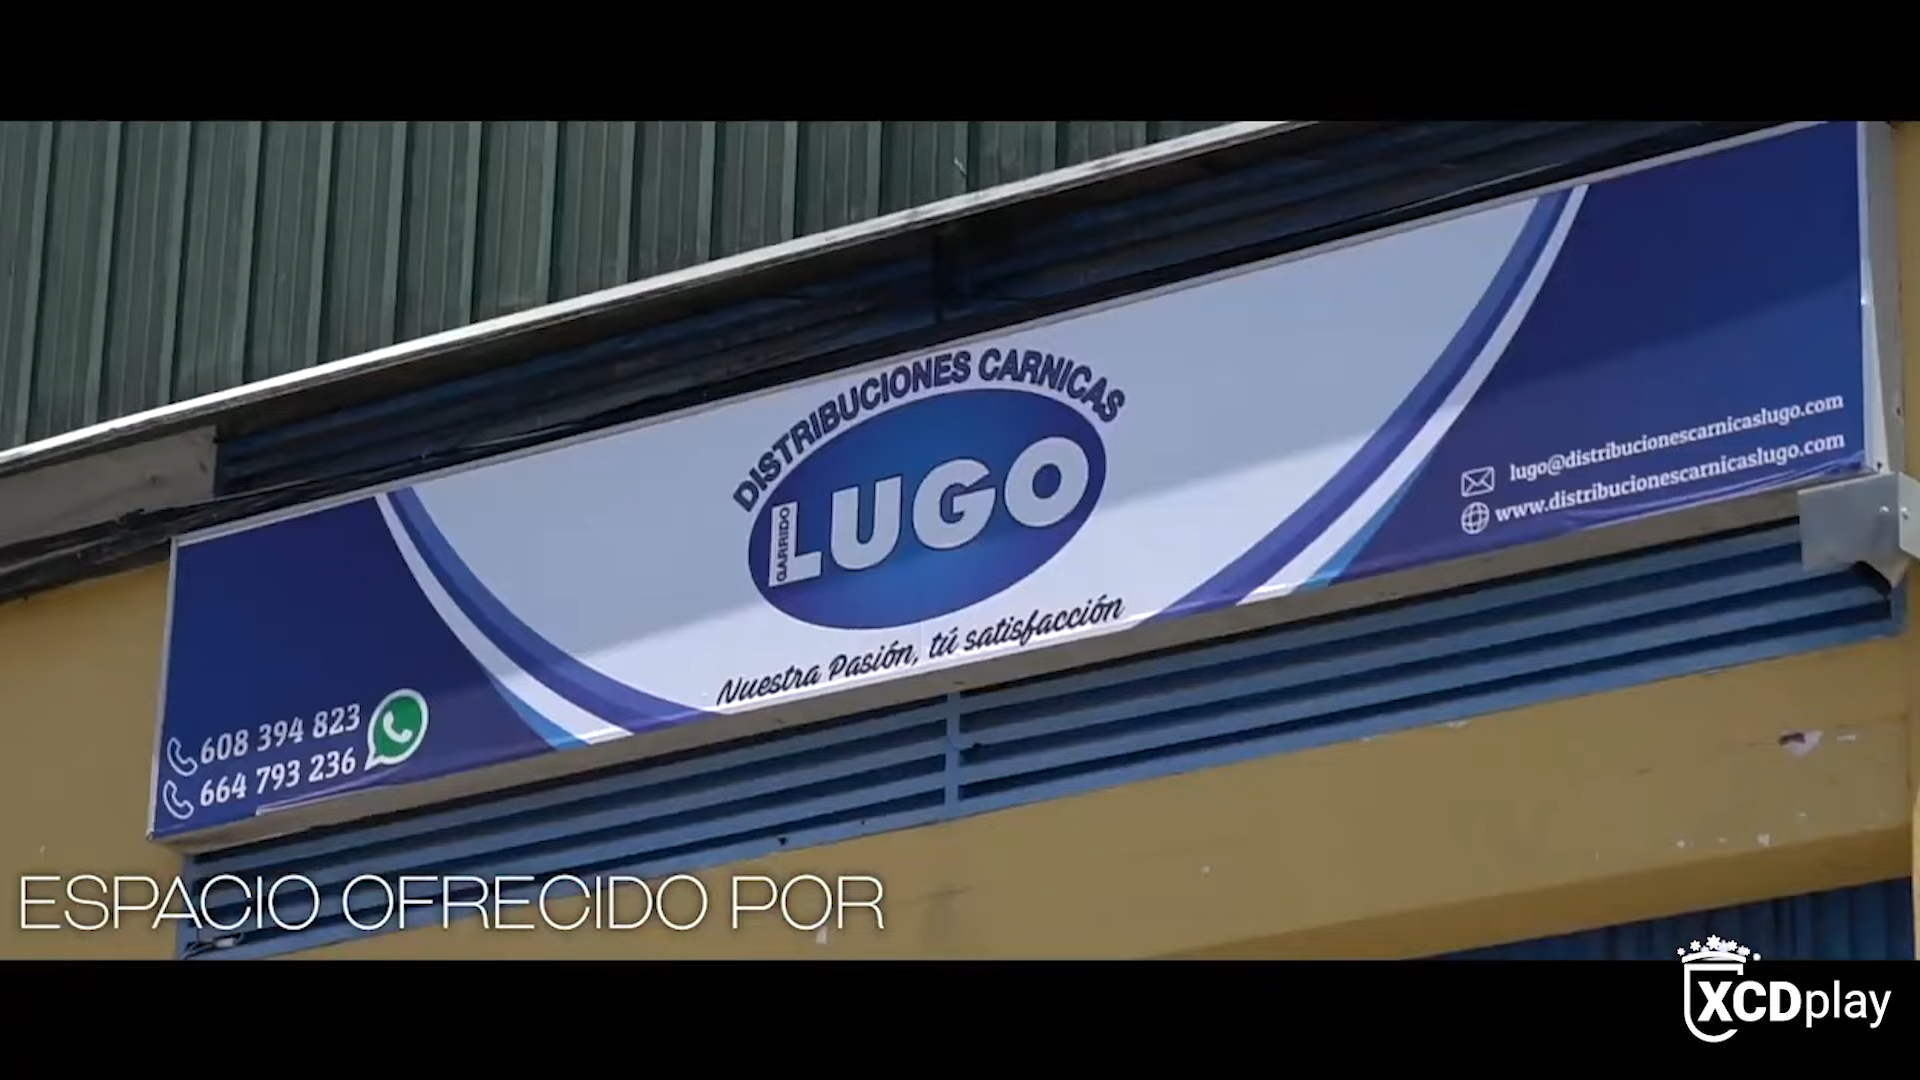 DISTRIBUCIONES CARNICAS
GARRIDO
LUGO
Nuestra Pasión, tú satisfacción
608 394 823
664 793 236
lugo@distribucionescarnicaslugo.com
www.distribucionescarnicaslugo.com
ESPACIO OFRECIDO POR
XCDplay